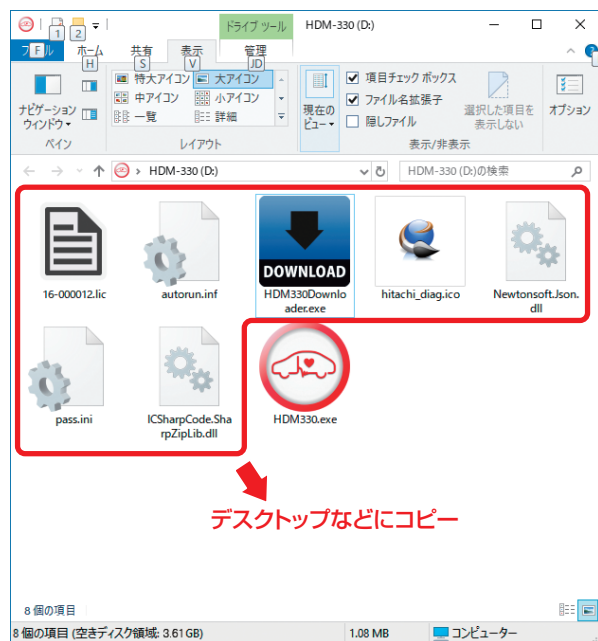 ドライブ ツール HDM-330 (D:)
1 2
ファイル ホーム 共有 表示 管理
F H S V JD
特大アイコン 大アイコン
中アイコン 小アイコン
一覧 詳細
ナビゲーション
ウィンドウ
ペイン
レイアウト
現在の
ビュー
項目チェック ボックス
ファイル名拡張子
隠しファイル
選択した項目を
表示しない
表示/非表示
オプション
HDM-330 (D:)
HDM-330 (D:)の検索
DOWNLOAD
16-000012.lic
autorun.inf
HDM330Downlo
ader.exe
hitachi_diag.ico
Newtonsoft.Json.
dll
pass.ini
ICSharpCode.Sha
rpZipLib.dll
HDM330.exe
デスクトップなどにコピー
8 個の項目
8 個の項目 (空きディスク領域: 3.61 GB)
1.08 MB
コンピューター